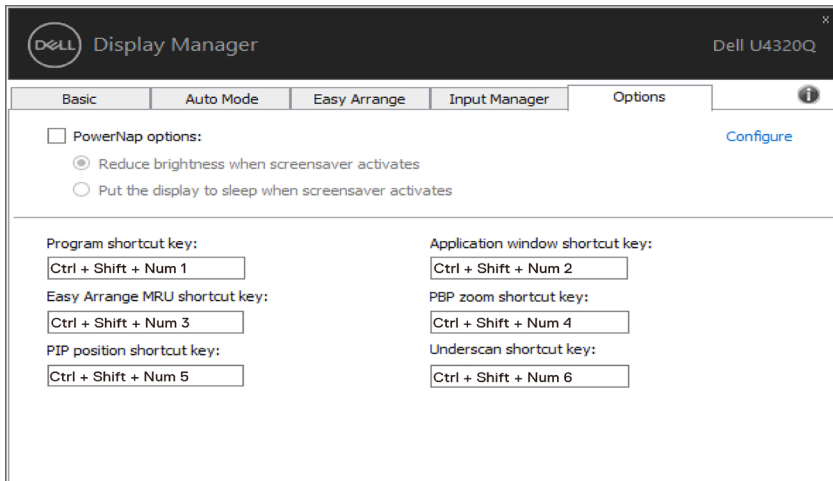 x
DELL Display Manager
Dell U4320Q
Basic Auto Mode Easy Arrange Input Manager Options i
PowerNap options:
Configure
Reduce brightness when screensaver activates
Put the display to sleep when screensaver activates
Program shortcut key:
Application window shortcut key:
Ctrl + Shift + Num 1
Ctrl + Shift + Num 2
Easy Arrange MRU shortcut key:
PBP zoom shortcut key:
Ctrl + Shift + Num 3
Ctrl + Shift + Num 4
PIP position shortcut key:
Underscan shortcut key:
Ctrl + Shift + Num 5
Ctrl + Shift + Num 6